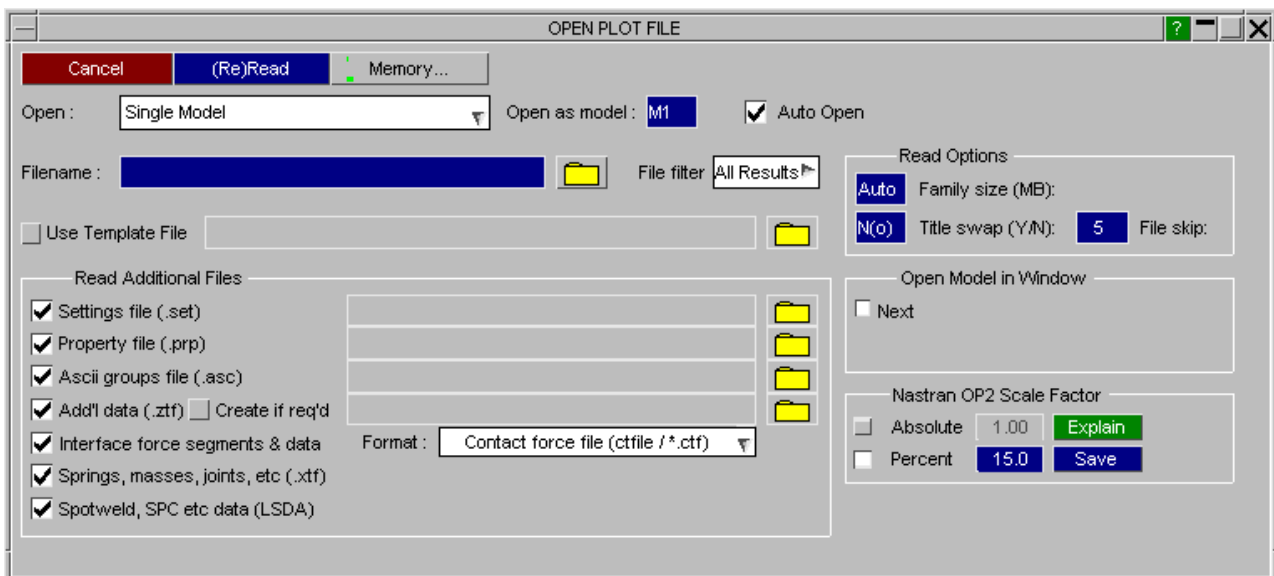 OPEN PLOT FILE ?
Cancel (Re)Read Memory...
Open : Single Model Open as model : M1 Auto Open
Filename : File filter All Results
Use Template File
Read Additional Files
Settings file (.set)
Property file (.prp)
Ascii groups file (.asc)
Add'l data (.ztf) Create if req'd
Interface force segments & data Format : Contact force file (ctfile / *.ctf)
Springs, masses, joints, etc (.xtf)
Spotweld, SPC etc data (LSDA)
Read Options
Auto Family size (MB):
N(o) Title swap (Y/N): 5 File skip:
Open Model in Window
Next
Nastran OP2 Scale Factor
Absolute 1.00 Explain
Percent 15.0 Save